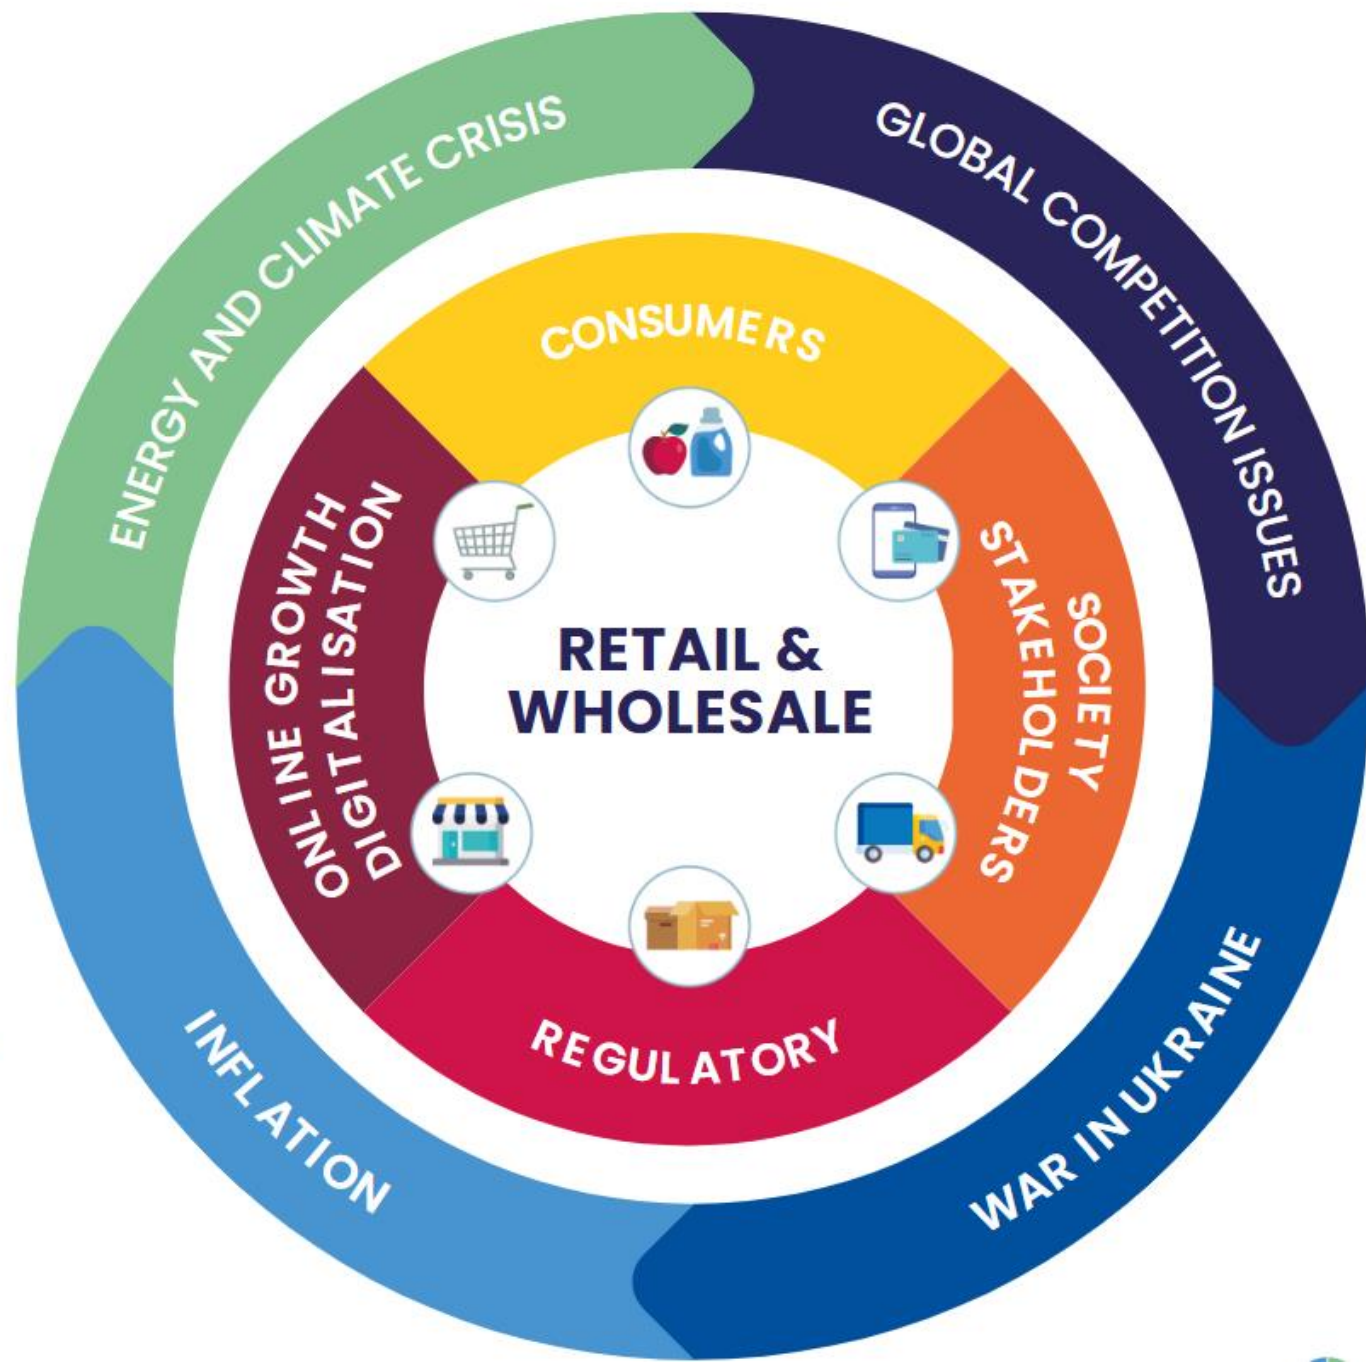 ENERGY AND CLIMATE CRISIS
GLOBAL COMPETITION ISSUES
CONSUMERS
ONLINE GROWTH
DIGITALISATION
RETAIL &
WHOLESALE
SOCIETY
STAKEHOLDERS
REGULATORY
INFLATION
WAR IN UKRAINE